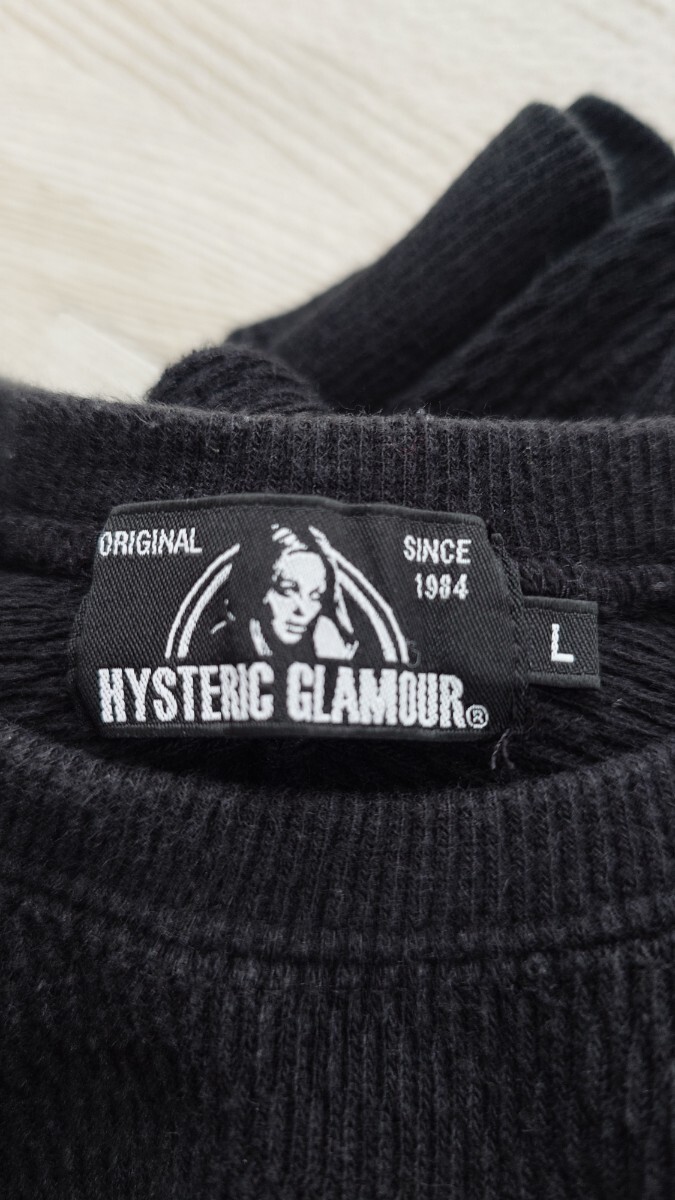 ORIGINAL
SINCE
1984
HYSTERIC GLAMOUR®
L